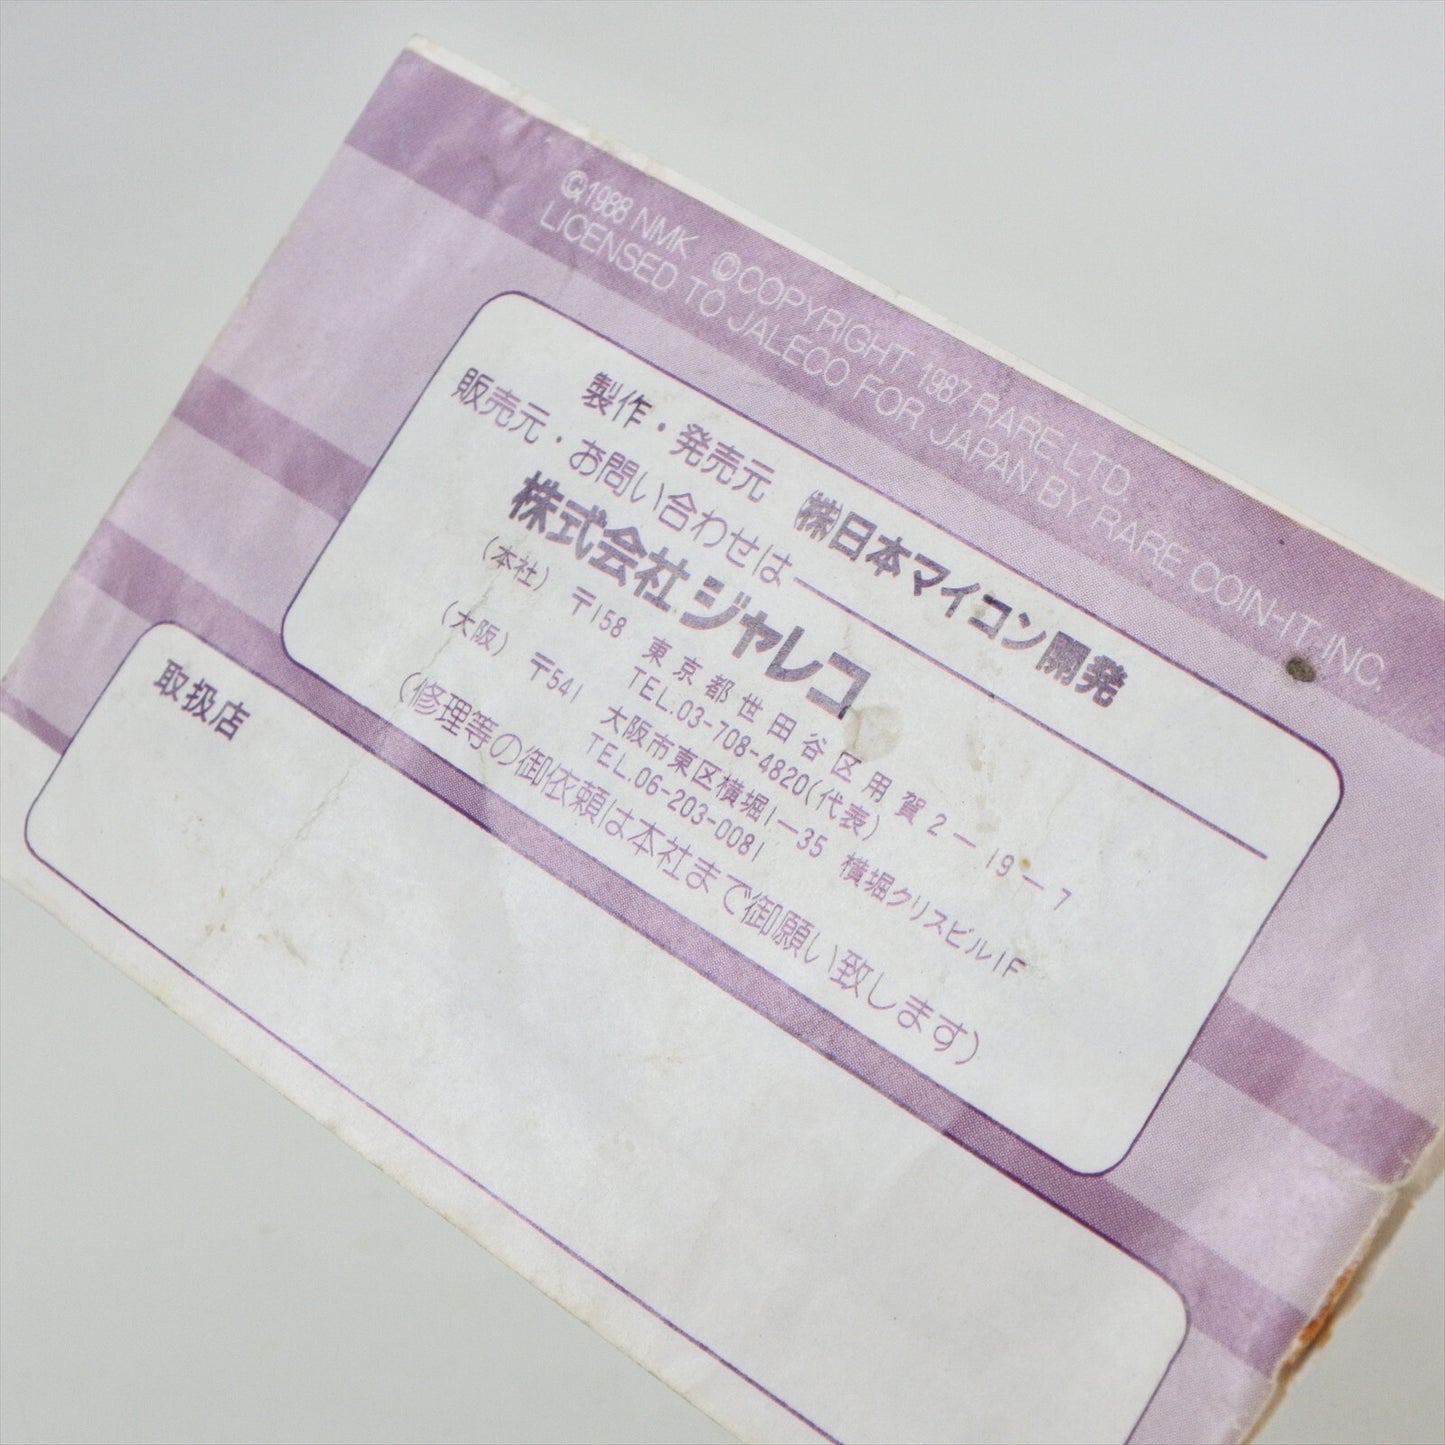 ©1988 NMK ©COPYRIGHT 1987 RARE LTD.
LICENSED TO JALECO FOR JAPAN BY RARE COIN-IT, INC.
製作・発売元 ㈱日本マイコン開発
販売元・お問い合わせは
株式会社ジャレコ
(本社) 〒158 東京都世田谷区用賀2-19-7
TEL.03-708-4820(代表)
(大阪) 〒541 大阪市東区横堀1-35 横堀クリスビル1F
TEL.06-203-0081
(修理等の御依頼は本社まで御願い致します)
取扱店